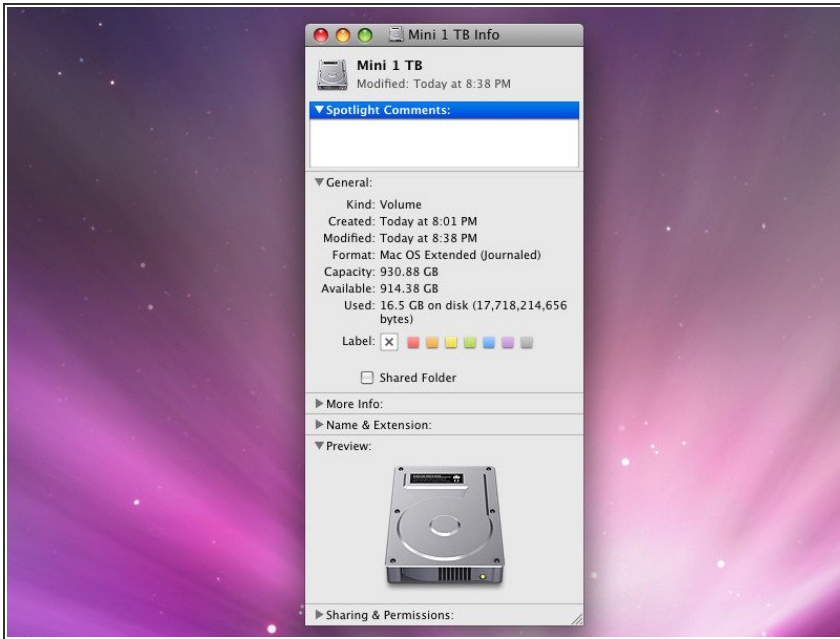 Mini 1 TB Info
Mini 1 TB
Modified: Today at 8:38 PM
Spotlight Comments:
General:
Kind: Volume
Created: Today at 8:01 PM
Modified: Today at 8:38 PM
Format: Mac OS Extended (Journaled)
Capacity: 930.88 GB
Available: 914.38 GB
Used: 16.5 GB on disk (17,718,214,656
bytes)
Label:
Shared Folder
More Info:
Name & Extension:
Preview:
Sharing & Permissions: